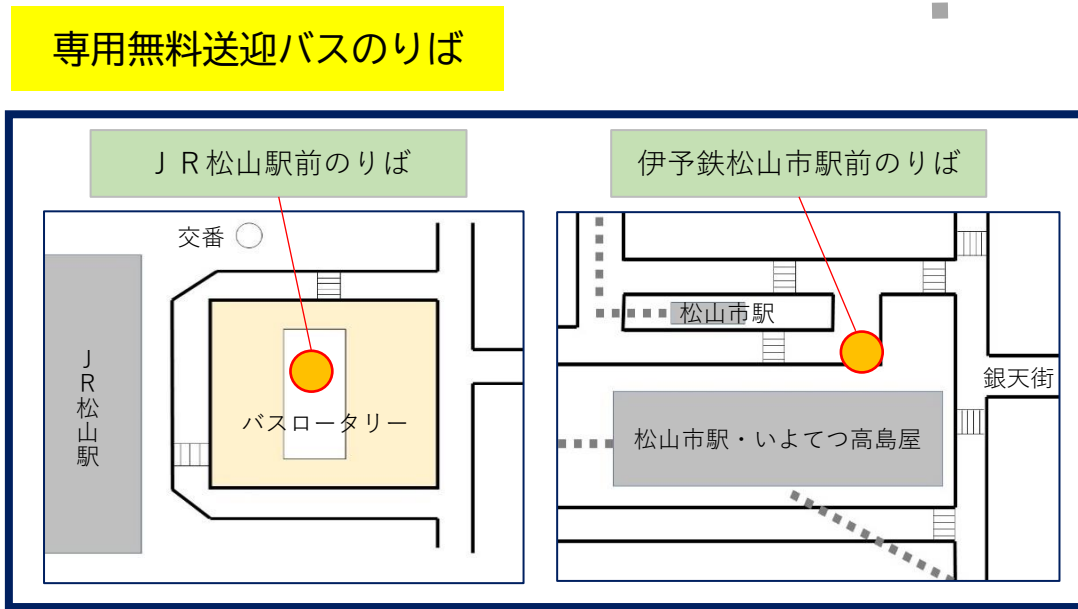 専用無料送迎バスのりば
ＪＲ松山駅前のりば
伊予鉄松山市駅前のりば
交番
ＪＲ松山駅
バスロータリー
松山市駅
銀天街
松山市駅・いよてつ高島屋